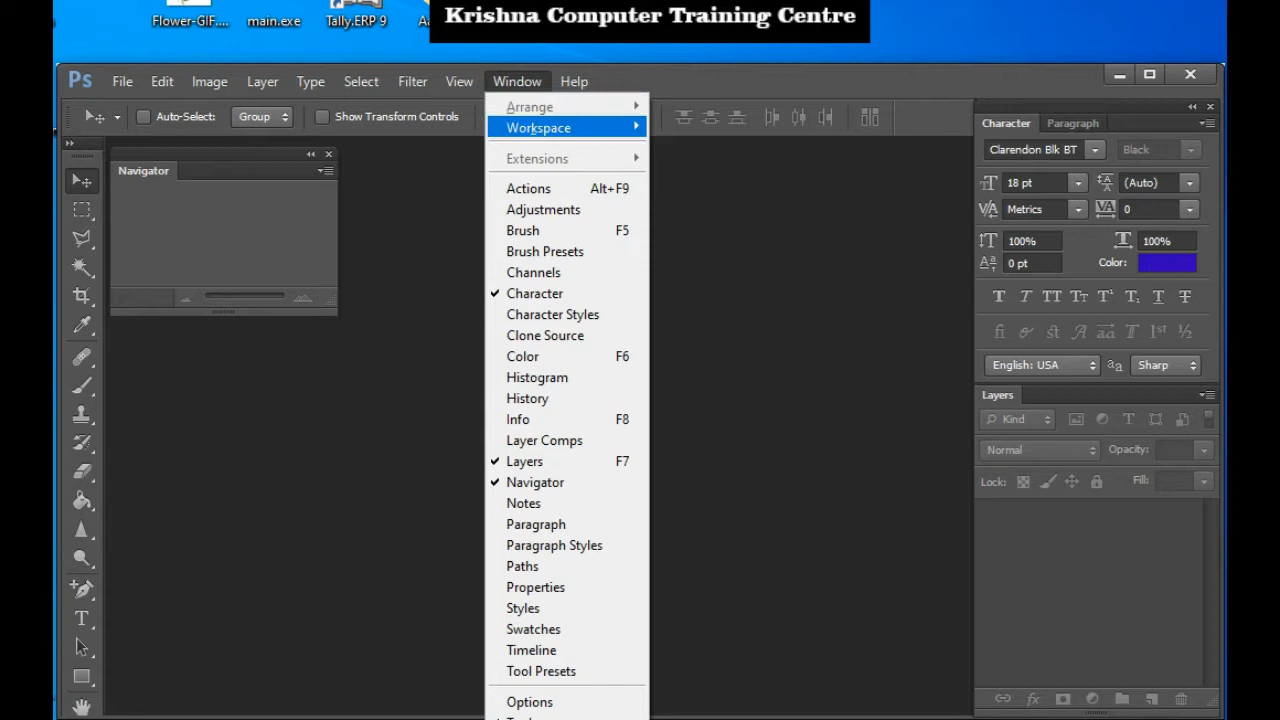 Flower-GIF....
main.exe
Tally.ERP 9
Krishna Computer Training Centre
Ps
File
Edit
Image
Layer
Type
Select
Filter
View
Window
Help
Auto-Select:
Group
Show Transform Controls
Navigator
Arrange
Workspace
Extensions
Actions Alt+F9
Adjustments
Brush F5
Brush Presets
Channels
Character
Character Styles
Clone Source
Color F6
Histogram
History
Info F8
Layer Comps
Layers F7
Navigator
Notes
Paragraph
Paragraph Styles
Paths
Properties
Styles
Swatches
Timeline
Tool Presets
Options
Character
Paragraph
Clarendon Blk BT
Black
18 pt
(Auto)
Metrics
0
100%
100%
0 pt
Color:
English: USA
Sharp
Layers
Kind
Normal
Opacity:
Lock:
Fill: